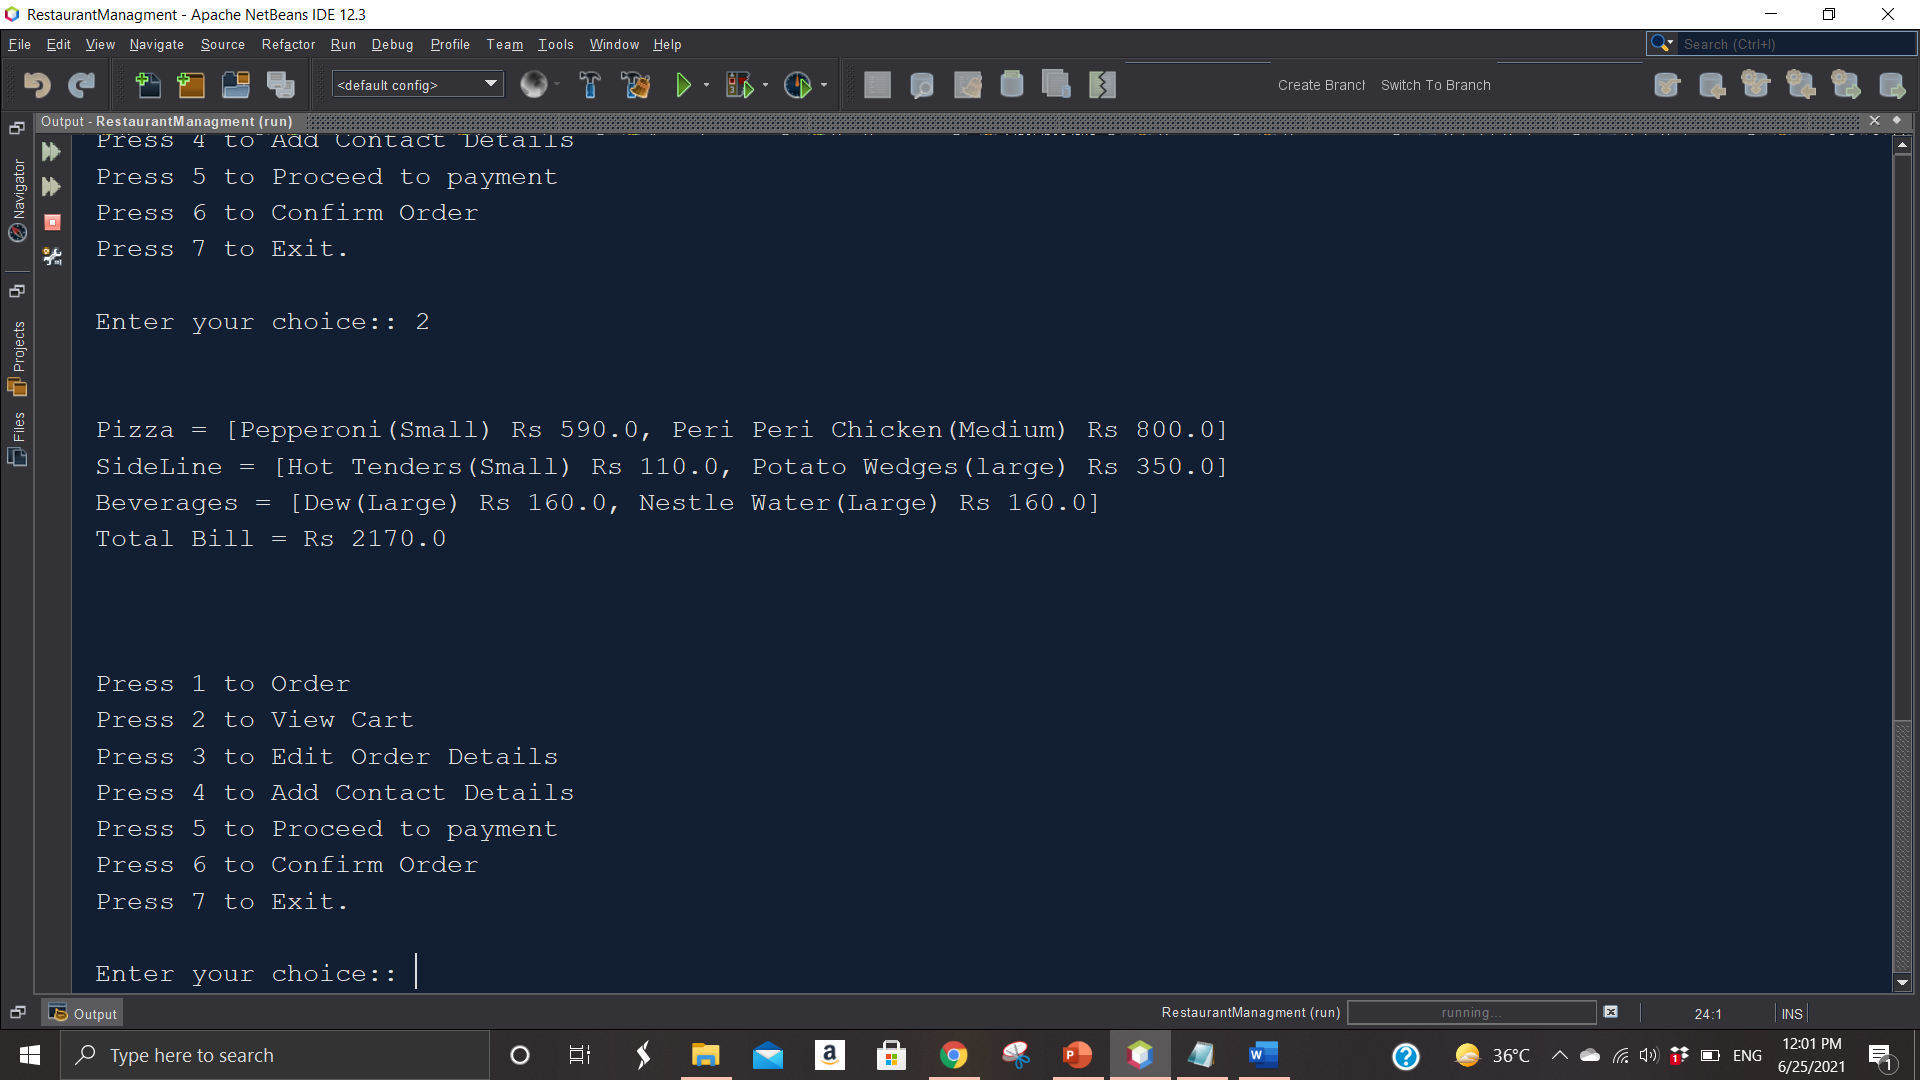 RestaurantManagment - Apache NetBeans IDE 12.3
File Edit View Navigate Source Refactor Run Debug Profile Team Tools Window Help
Search (Ctrl+I)
<default config>
Create Branch Switch To Branch
Output - RestaurantManagment (run)
Navigator
Projects
Files
Press 4 to Add Contact Details
Press 5 to Proceed to payment
Press 6 to Confirm Order
Press 7 to Exit.
Enter your choice:: 2
Pizza = [Pepperoni(Small) Rs 590.0, Peri Peri Chicken(Medium) Rs 800.0]
SideLine = [Hot Tenders(Small) Rs 110.0, Potato Wedges(large) Rs 350.0]
Beverages = [Dew(Large) Rs 160.0, Nestle Water(Large) Rs 160.0]
Total Bill = Rs 2170.0
Press 1 to Order
Press 2 to View Cart
Press 3 to Edit Order Details
Press 4 to Add Contact Details
Press 5 to Proceed to payment
Press 6 to Confirm Order
Press 7 to Exit.
Enter your choice::
Output
RestaurantManagment (run) running... 24:1 INS
Type here to search
36°C ENG
12:01 PM
6/25/2021
1